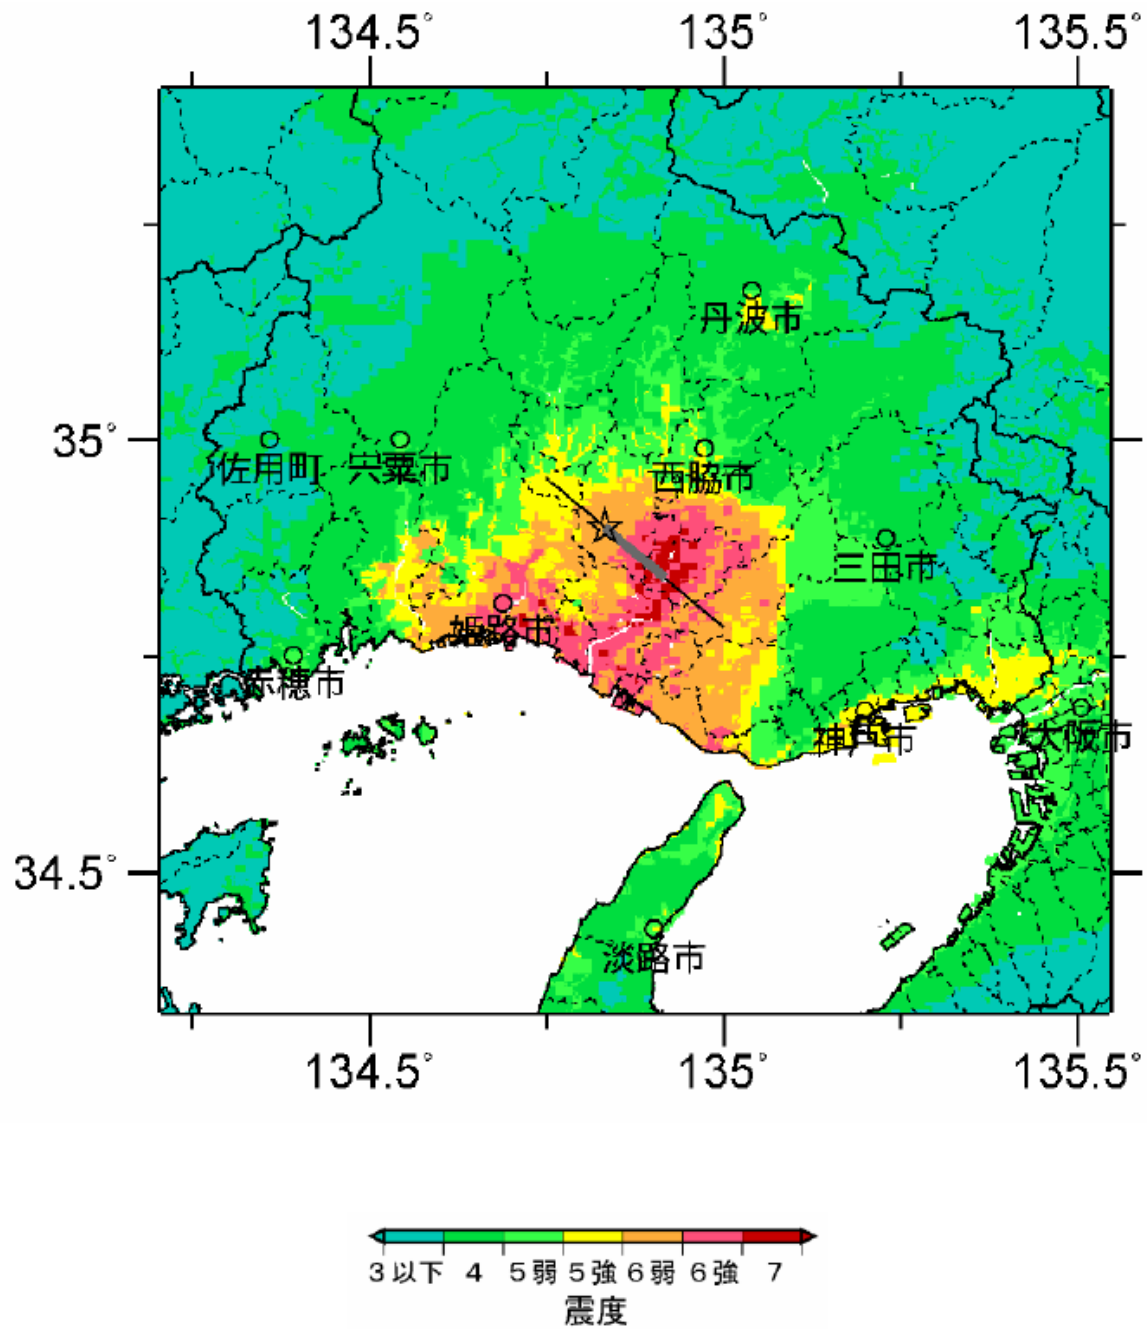 134.5° 135° 135.5°
丹波市
35°
佐用町 宍粟市 西脇市
三田市
姫路市
赤穂市
神戸市 大阪市
34.5°
淡路市
134.5° 135° 135.5°
3以下 4 5弱 5強 6弱 6強 7
震度